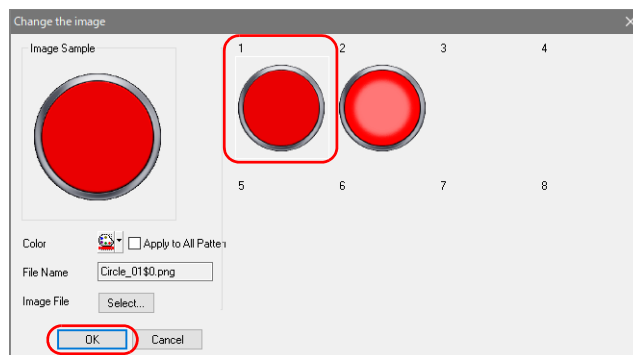 Change the image
Image Sample
1
2
3
4
5
6
7
8
Color
Apply to All Patter
File Name
Circle_01$0.png
Image File
Select...
OK
Cancel